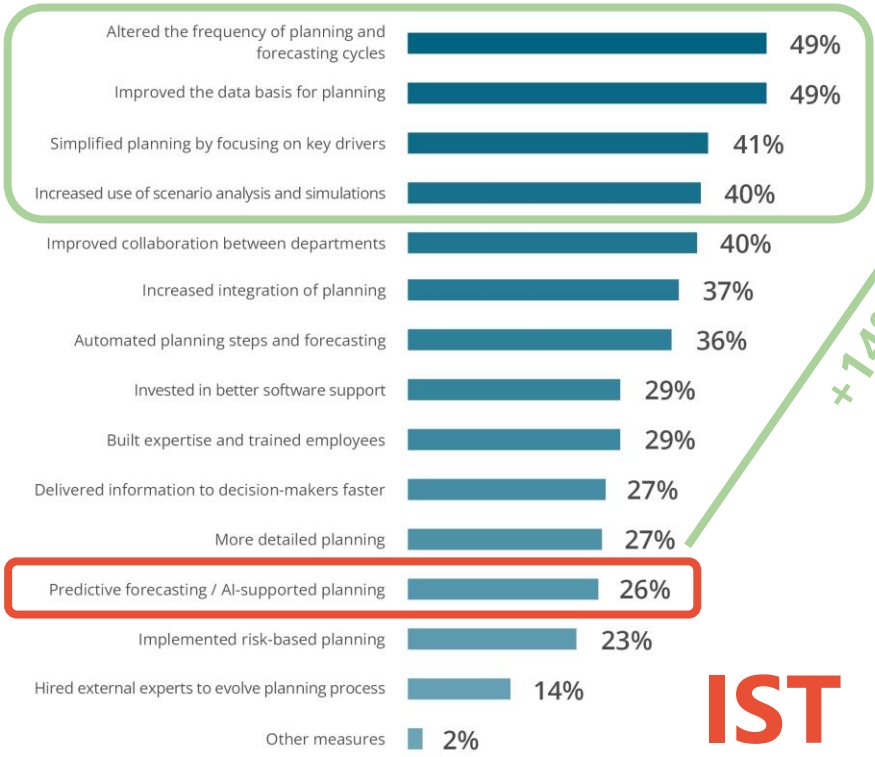 Altered the frequency of planning and
forecasting cycles 49%
Improved the data basis for planning 49%
Simplified planning by focusing on key drivers 41%
Increased use of scenario analysis and simulations 40%
Improved collaboration between departments 40%
Increased integration of planning 37%
Automated planning steps and forecasting 36%
Invested in better software support 29%
Built expertise and trained employees 29%
Delivered information to decision-makers faster 27%
More detailed planning 27%
Predictive forecasting / AI-supported planning 26%
Implemented risk-based planning 23%
Hired external experts to evolve planning process 14%
Other measures 2%
IST